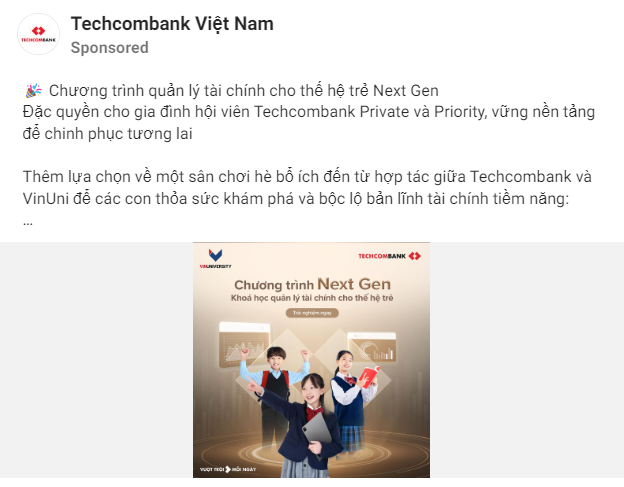 Techcombank Việt Nam
TECHCOMBANK
Sponsored
🎉 Chương trình quản lý tài chính cho thế hệ trẻ Next Gen
Đặc quyền cho gia đình hội viên Techcombank Private và Priority, vững nền tảng
để chinh phục tương lai
Thêm lựa chọn về một sân chơi hè bổ ích đến từ hợp tác giữa Techcombank và
VinUni để các con thỏa sức khám phá và bộc lộ bản lĩnh tài chính tiềm năng:
...
VINUNIVERSITY
TECHCOMBANK
Chương trình Next Gen
Khoá học quản lý tài chính cho thế hệ trẻ
Trải nghiệm ngay
VƯỢT TRỘI MỖI NGÀY